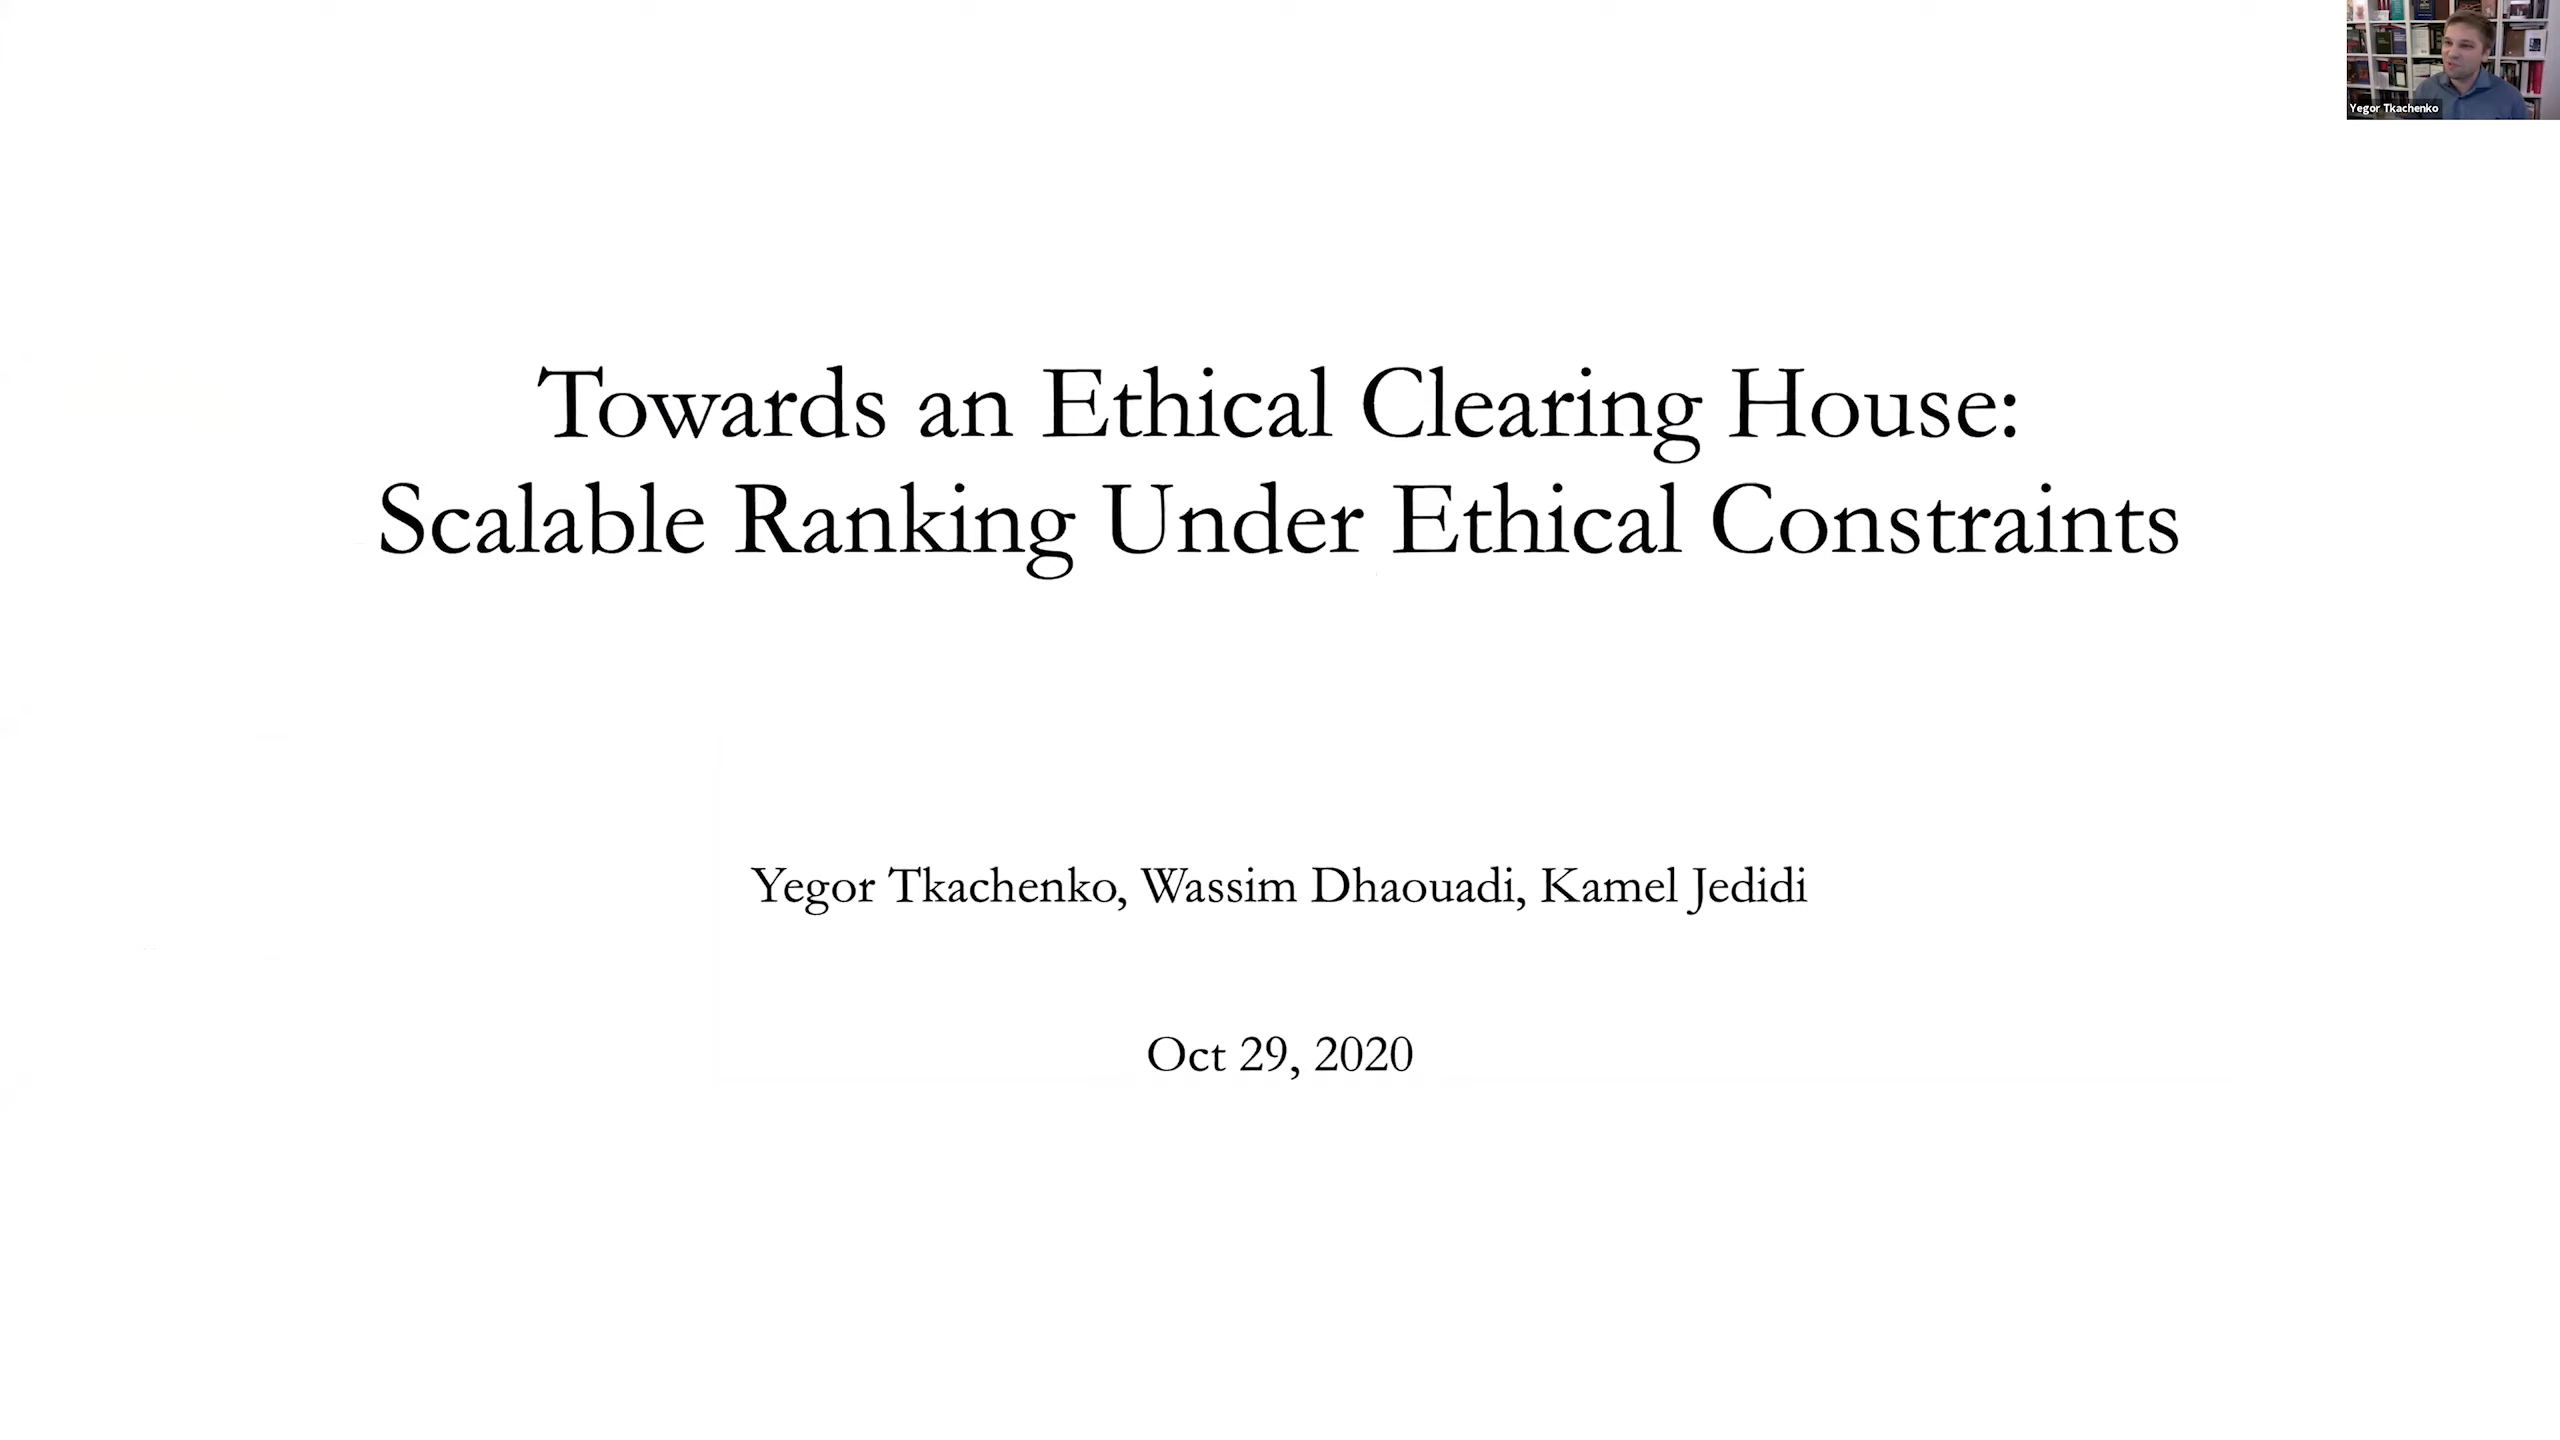 Yegor Tkachenko
Towards an Ethical Clearing House:
Scalable Ranking Under Ethical Constraints
Yegor Tkachenko, Wassim Dhaouadi, Kamel Jedidi
Oct 29, 2020